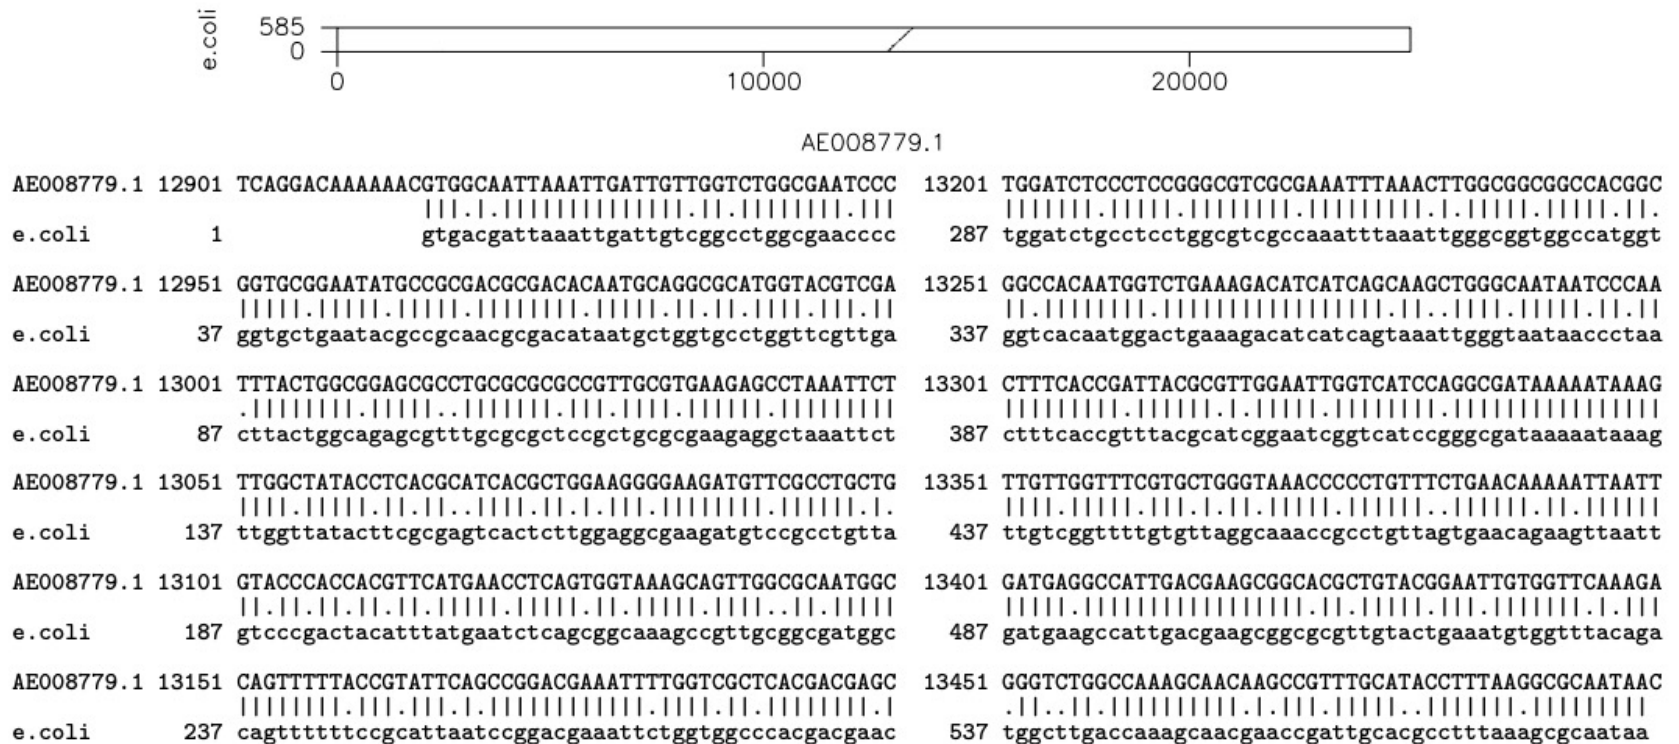 e.coli
585
0
0 10000 20000
AE008779.1
AE008779.1 12901 TCAGGACAAAAAACGTGGCAATTAAATTGATTGTTGGTCTGGCGAATCCC
e.coli 1 gtgacgattaaattgattgtcggcctggcgaacccc
AE008779.1 12951 GGTGCGGAATATGCCGCGACGCGACACAATGCAGGCGCATGGTACGTCGA
e.coli 37 ggtgctgaatacgccgcaacgcgacataatgctggtgcctggttcgttga
AE008779.1 13001 TTTACTGGCGGAGCGCCTGCGCGCGCCGTTGCGTGAAGAGCCTAAATTCT
e.coli 87 cttactggcagagcgtttgcgcgctccgctgcgcgaagaggctaaattct
AE008779.1 13051 TTGGCTATACCTCACGCATCACGCTGGAAGGGGAAGATGTTCGCCTGCTG
e.coli 137 ttggttatacttcgcgagtcactcttggaggcgaagatgtccgcctgtta
AE008779.1 13101 GTACCCACCACGTTCATGAACCTCAGTGGTAAAGCAGTTGGCGCAATGGC
e.coli 187 gtcccgactacatttatgaatctcagcggcaaagccgttgcggcgatggc
AE008779.1 13151 CAGTTTTTACCGTATTCAGCCGGACGAAATTTTGGTCGCTCACGACGAGC
e.coli 237 cagttttttccgcattaatccggacgaaattctggtggcccacgacgaac
13201 TGGATCTCCCTCCGGGCGTCGCGAAATTTAAACTTGGCGGCGGCCACGGC
287 tggatctgcctcctggcgtcgccaaatttaaattgggcggtggccatggt
13251 GGCCACAATGGTCTGAAAGACATCATCAGCAAGCTGGGCAATAATCCCAA
337 ggtcacaatggactgaaagacatcatcagtaaattgggtaataaccctaa
13301 CTTTCACCGATTACGCGTTGGAATTGGTCATCCAGGCGATAAAAATAAAG
387 ctttcaccgtttacgcatcggaatcggtcatccgggcgataaaaataaag
13351 TTGTTGGTTTCGTGCTGGGTAAACCCCCTGTTTCTGAACAAAAATTAATT
437 ttgtcggttttgtgttaggcaaaccgcctgttagtgaacagaagttaatt
13401 GATGAGGCCATTGACGAAGCGGCACGCTGTACGGAATTGTGGTTCAAAGA
487 gatgaagccattgacgaagcggcgcgttgtactgaaatgtggtttacaga
13451 GGGTCTGGCCAAAGCAACAAGCCGTTTGCATACCTTTAAGGCGCAATAAC
537 tggcttgaccaaagcaacgaaccgattgcacgcctttaaagcgcaataa